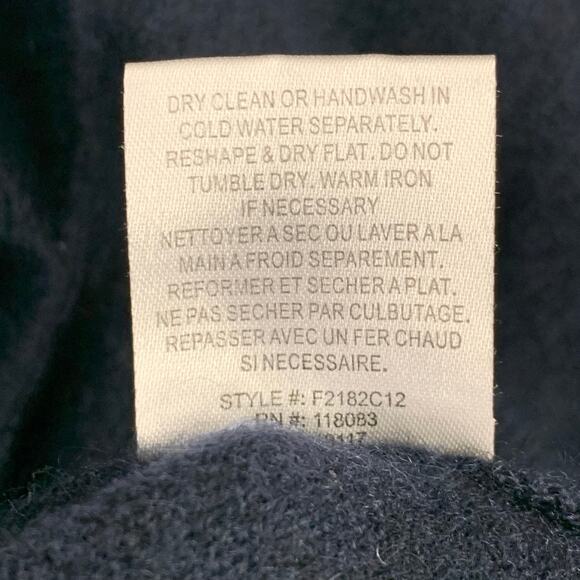 DRY CLEAN OR HANDWASH IN
COLD WATER SEPARATELY.
RESHAPE & DRY FLAT. DO NOT
TUMBLE DRY. WARM IRON
IF NECESSARY
NETTOYER A SEC OU LAVER A LA
MAIN A FROID SEPAREMENT.
REFORMER ET SECHER A PLAT.
NE PAS SECHER PAR CULBUTAGE.
REPASSER AVEC UN FER CHAUD
SI NECESSAIRE.
STYLE #: F2182C12
RN #: 118083